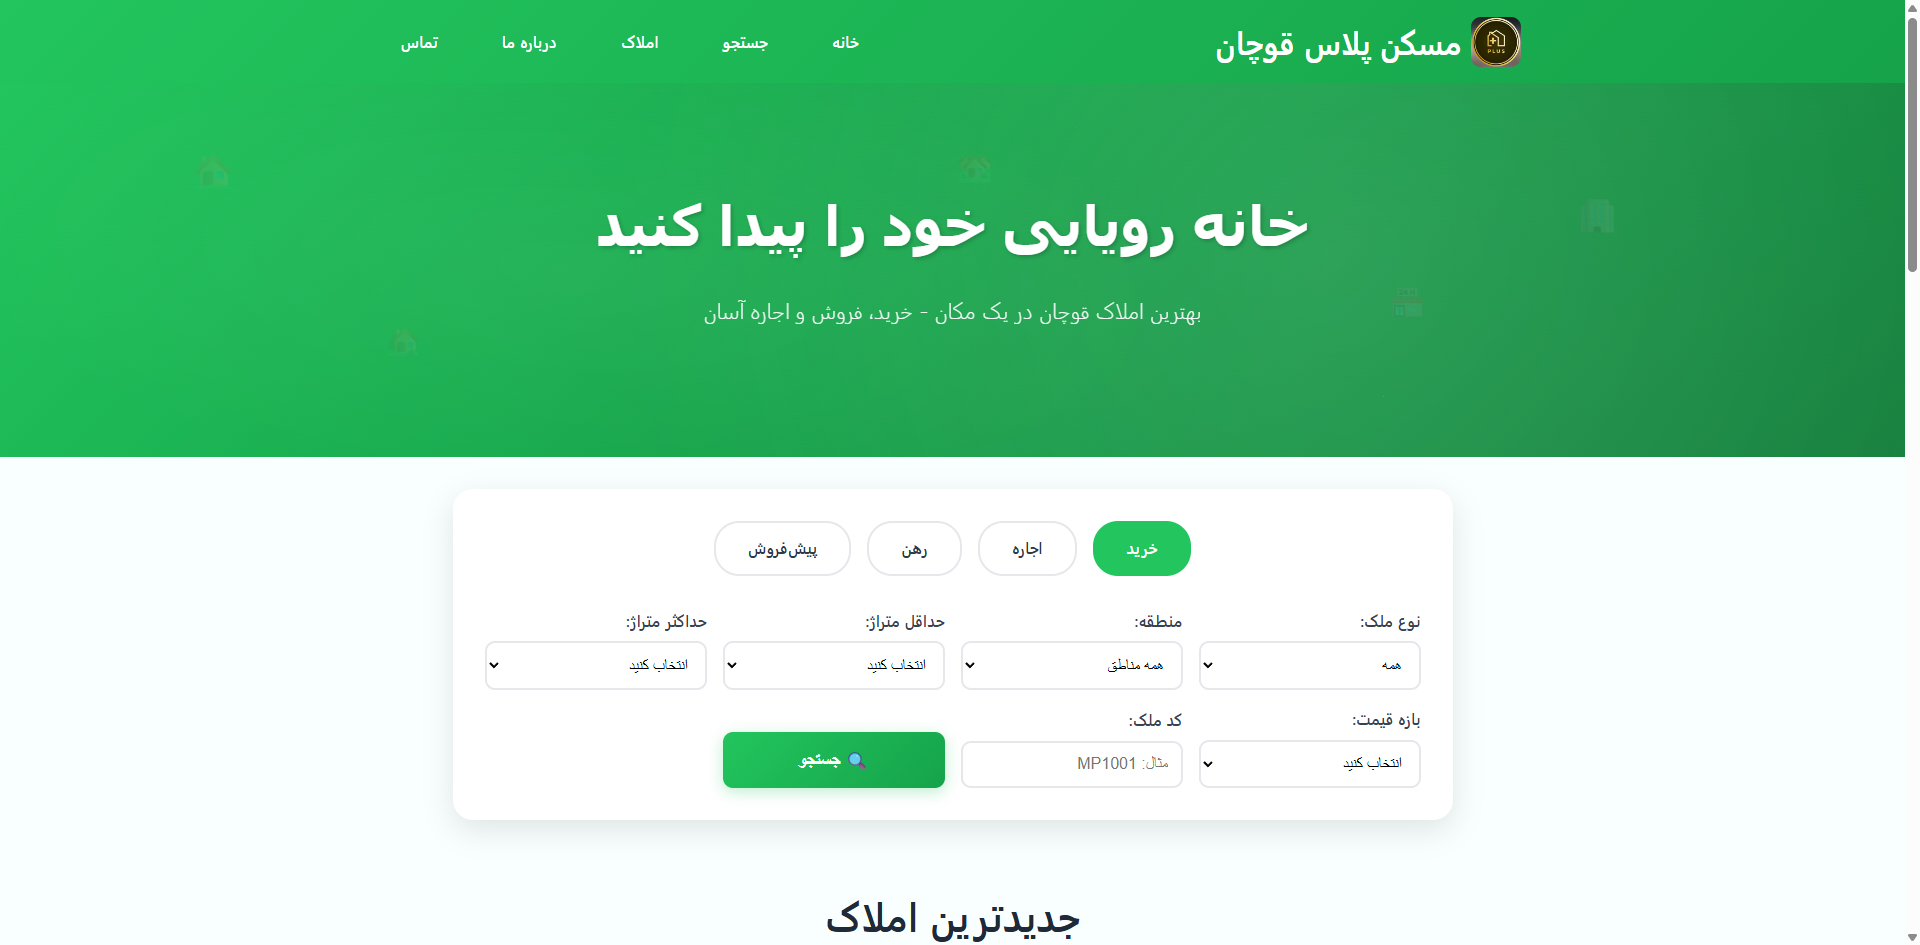 PLUS
مسکن پلاس قوچان
خانه
جستجو
املاک
درباره ما
تماس
خانه رویایی خود را پیدا کنید
بهترین املاک قوچان در یک مکان - خرید، فروش و اجاره آسان
خرید
اجاره
رهن
پیش‌فروش
نوع ملک:
منطقه:
حداقل متراژ:
حداکثر متراژ:
همه
همه مناطق
انتخاب کنید
انتخاب کنید
بازه قیمت:
کد ملک:
انتخاب کنید
مثال: MP1001
جستجو
جدیدترین املاک